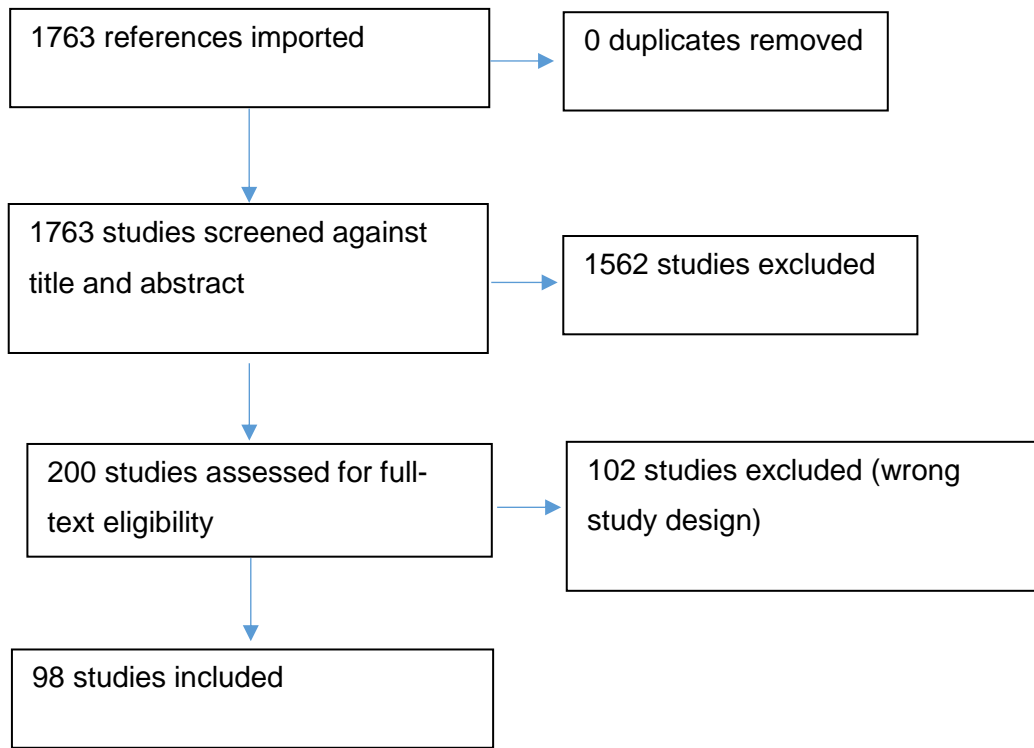 1763 references imported
0 duplicates removed
1763 studies screened against
title and abstract
1562 studies excluded
200 studies assessed for full-
text eligibility
102 studies excluded (wrong
study design)
98 studies included